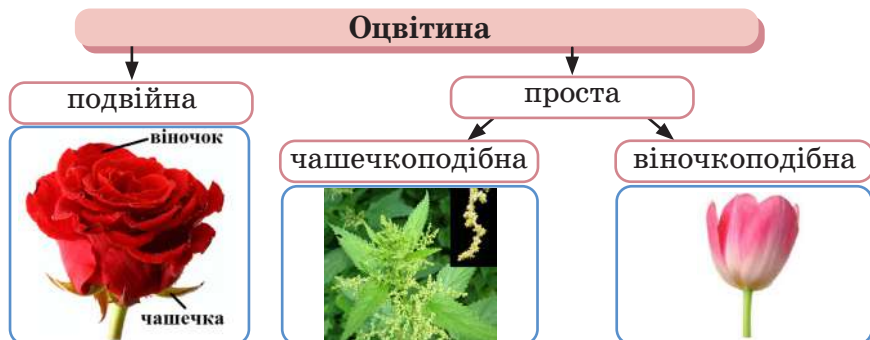 Оцвітина
подвійна
проста
чашечкоподібна
віночкоподібна
віночок
чашечка